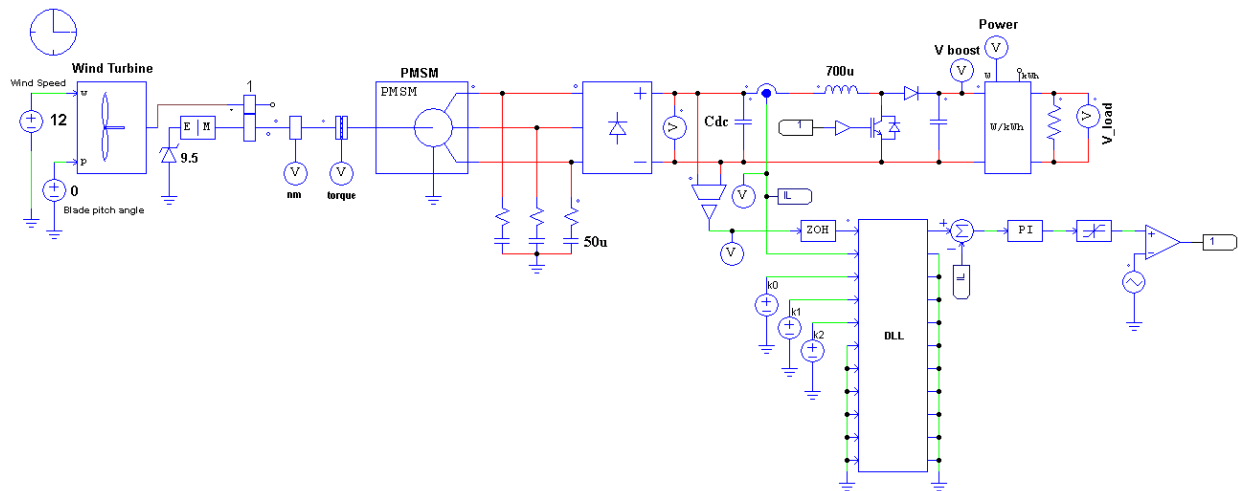 Wind Turbine
Wind Speed
w
12
p
0
Blade pitch angle
1
E M
9.5
V
nm
V
torque
PMSM
PMSM
50u
+
−
V
Cdc
V
V
IL
700u
1
V boost
V
Power
V
W
kWh
W/kWh
V
V_load
ZOH
k0
k1
k2
DLL
+
−
Σ
IL
PI
+
−
1